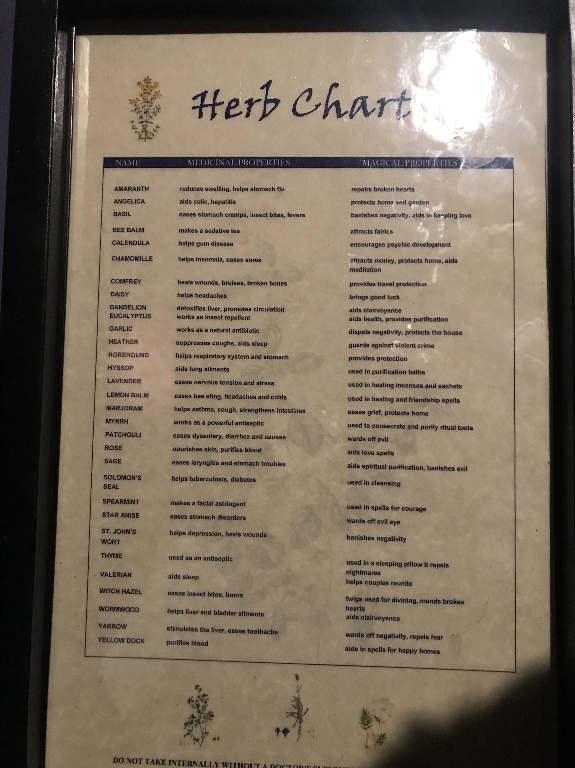 Herb Chart
NAME MEDICINAL PROPERTIES MAGICAL PROPERTIES
AMARANTH reduces swelling, helps stomach flu repairs broken hearts
ANGELICA aids colic, hepatitis protects home and garden
BASIL eases stomach cramps, insect bites, fevers banishes negativity, aids in keeping love
BEE BALM makes a sedative tea attracts fairies
CALENDULA helps gum disease encourages psychic development
CHAMOMILLE helps insomnia, eases sores attracts money, protects home, aids
meditation
COMFREY heals wounds, bruises, broken bones provides travel protection
DAISY helps headaches brings good luck
DANDELION detoxifies liver, promotes circulation aids clairvoyance
EUCALYPTUS works as insect repellent aids health, provides purification
GARLIC works as a natural antibiotic dispels negativity, protects the house
HEATHER suppresses coughs, aids sleep guards against violent crime
HOREHOUND helps respiratory system and stomach provides protection
HYSSOP aids lung ailments used in purification baths
LAVENDER eases nervous tension and stress used in healing incenses and sachets
LEMON BALM eases bee sting, headaches and colds used in healing and friendship spells
MARJORAM helps asthma, cough, strengthens intestines eases grief, protects home
MYRRH works as a powerful antiseptic used to consecrate and purify ritual tools
PATCHOULI eases dysentery, diarrhea and nausea wards off evil
ROSE nourishes skin, purifies blood aids love spells
SAGE eases laryngitis and stomach troubles aids spiritual purification, banishes evil
SOLOMON'S helps tuberculosis, diabetes used in cleansing
SEAL
SPEARMINT makes a facial astringent used in spells for courage
STAR ANISE eases stomach disorders wards off evil eye
ST. JOHN'S helps depression, heals wounds banishes negativity
WORT
THYME used as an antiseptic used in a sleeping pillow it repels
nightmares
VALERIAN aids sleep helps couples reunite
WITCH HAZEL eases insect bites, burns twigs used for divining, mends broken
hearts
WORMWOOD helps liver and bladder ailments aids clairvoyance
YARROW stimulates the liver, eases toothache wards off negativity, repels fear
YELLOW DOCK purifies blood aids in spells for happy homes
DO NOT TAKE INTERNALLY WITHOUT A DOCTOR'S